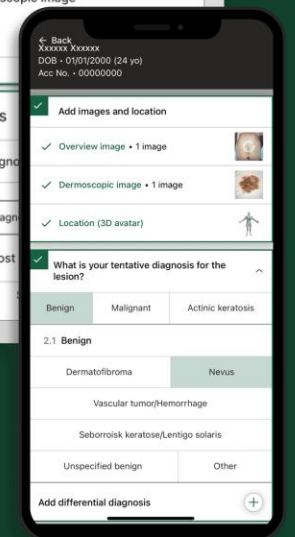 scopic image
← Back
Xxxxxx Xxxxxx
DOB • 01/01/2000 (24 yo)
Acc No. • 00000000
Add images and location
Overview image • 1 image
Dermoscopic image • 1 image
Location (3D avatar)
What is your tentative diagnosis for the
lesion?
Benign Malignant Actinic keratosis
2.1 Benign
Dermatofibroma Nevus
Vascular tumor/Hemorrhage
Seborroisk keratose/Lentigo solaris
Unspecified benign Other
Add differential diagnosis